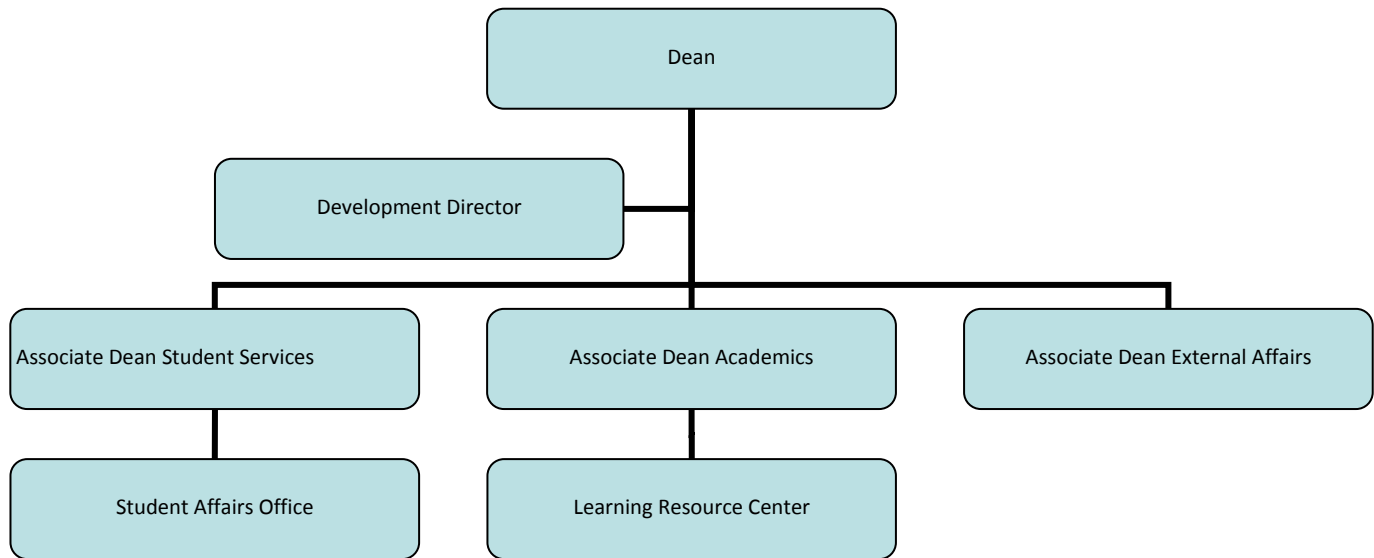 Dean
Development Director
Associate Dean Student Services
Associate Dean Academics
Associate Dean External Affairs
Student Affairs Office
Learning Resource Center